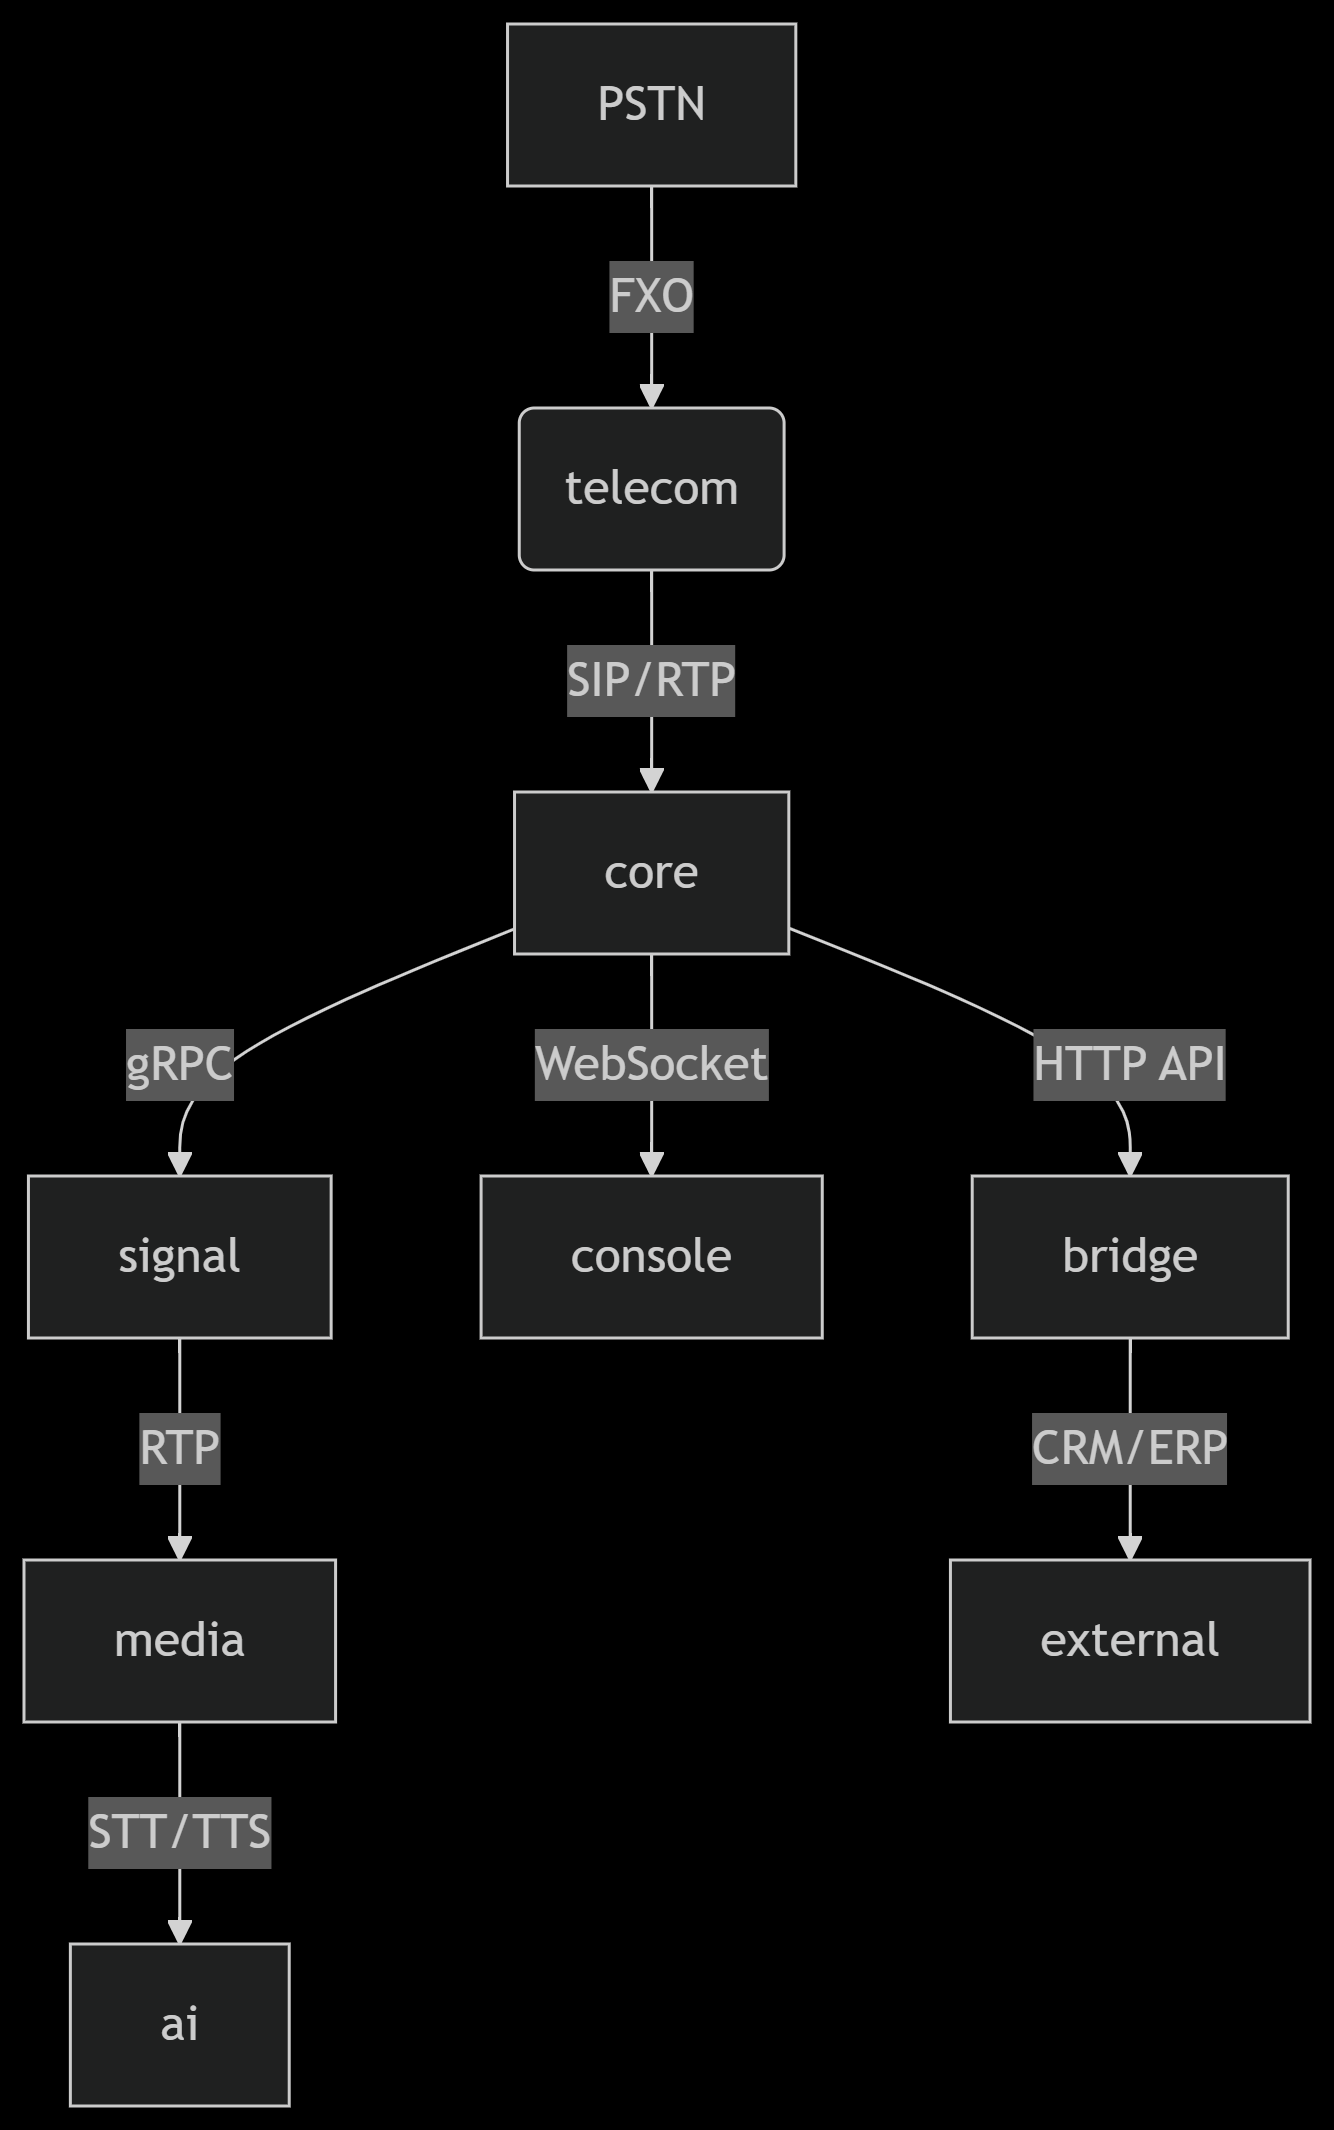 PSTN
FXO
telecom
SIP/RTP
core
gRPC
WebSocket
HTTP API
signal
console
bridge
RTP
CRM/ERP
media
external
STT/TTS
ai